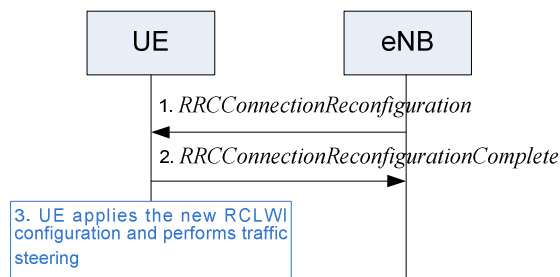 UE
eNB
1. RRCConnectionReconfiguration
2. RRCConnectionReconfigurationComplete
3. UE applies the new RCLWI
configuration and performs traffic
steering